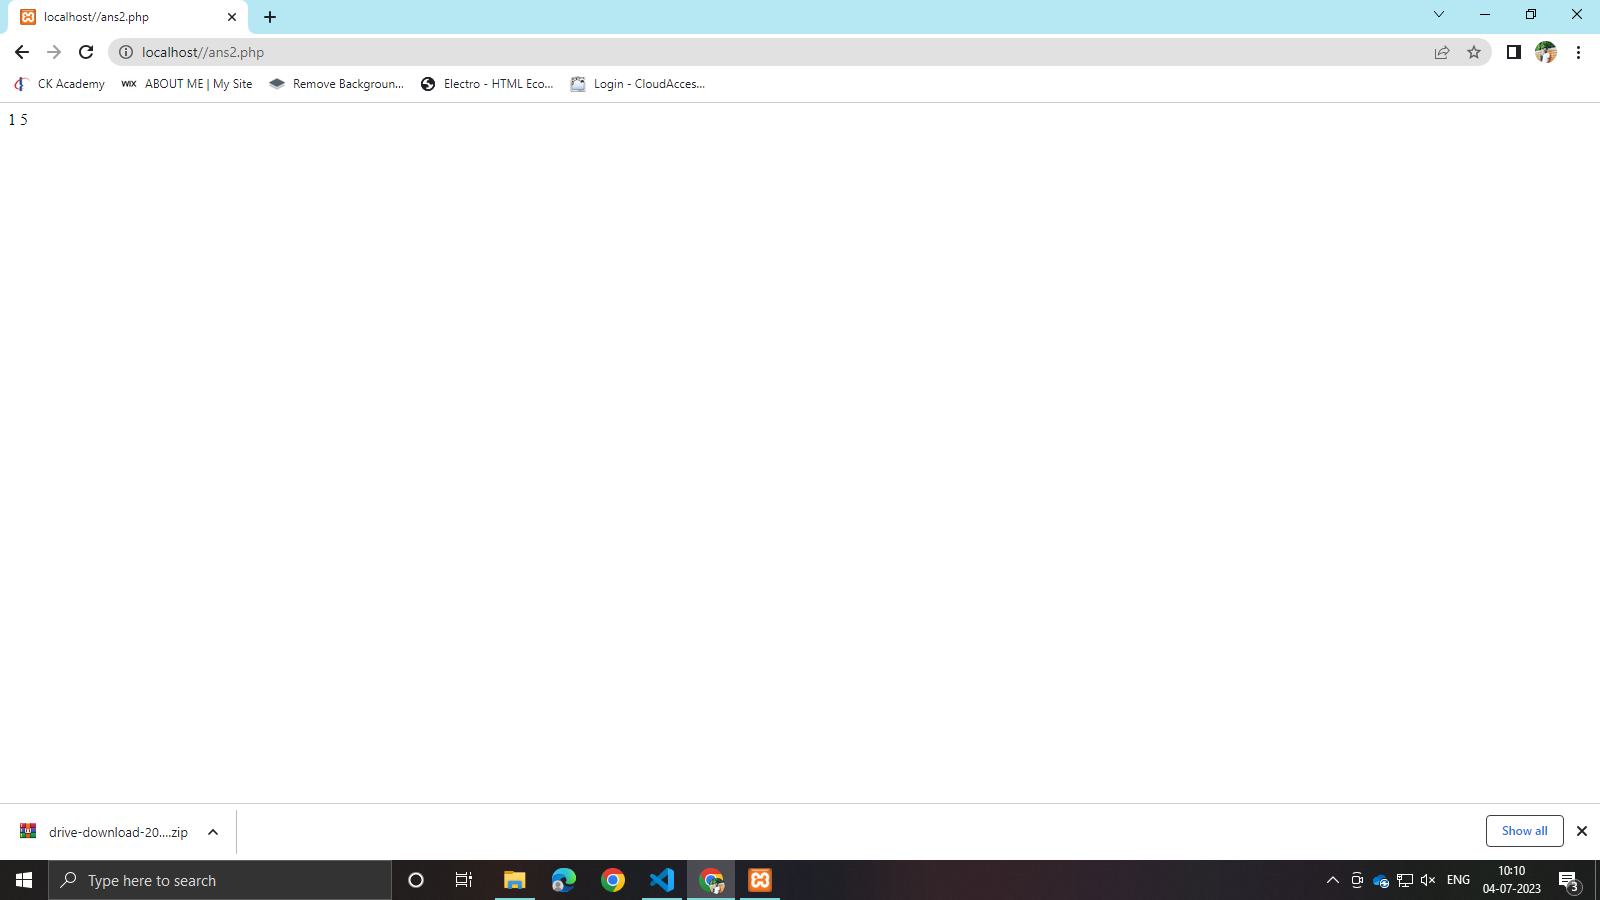 localhost//ans2.php
localhost//ans2.php
CK Academy WiX ABOUT ME | My Site Remove Backgroun... Electro - HTML Eco... Login - CloudAcces...
1 5
drive-download-20....zip Show all
Type here to search ENG 10:10
04-07-2023 3